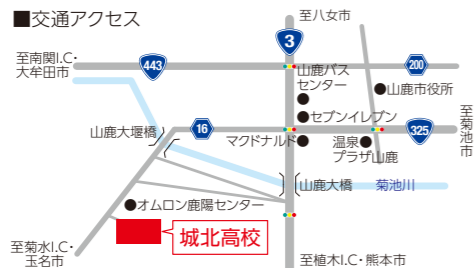 ■交通アクセス
至八女市
3
至南関I.C・
大牟田市
443
200
山鹿バス
センター
●山鹿市役所
●セブンイレブン
至菊池市
山鹿大堰橋
16
マクドナルド●
温泉●
プラザ山鹿
325
山鹿大橋
菊池川
●オムロン鹿陽センター
城北高校
至菊水I.C・
玉名市
至植木I.C・熊本市